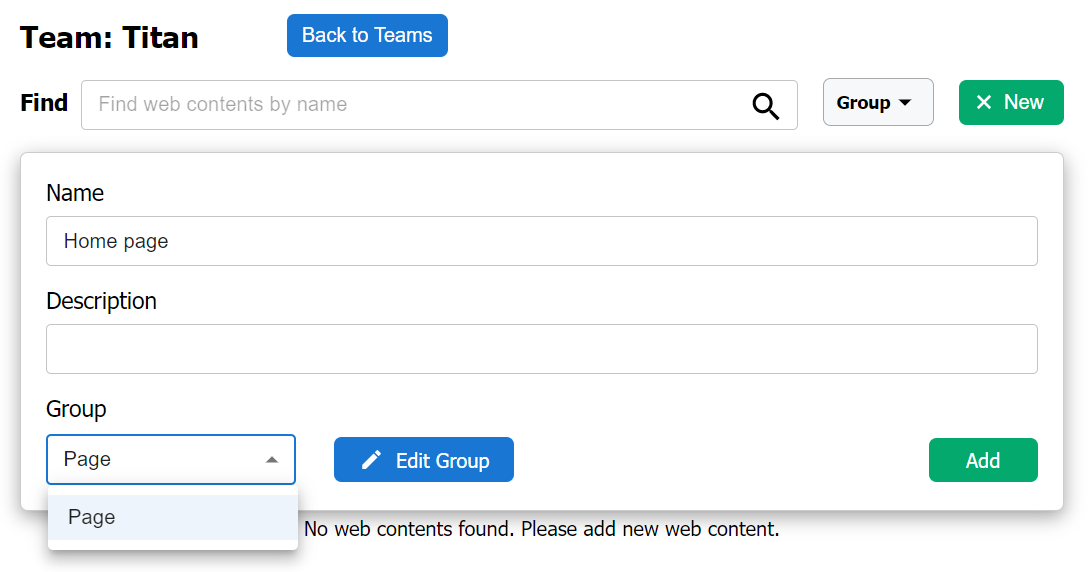 Team: Titan
Back to Teams
Find
Find web contents by name
Group
New
Name
Home page
Description
Group
Page
Edit Group
Add
Page
No web contents found. Please add new web content.